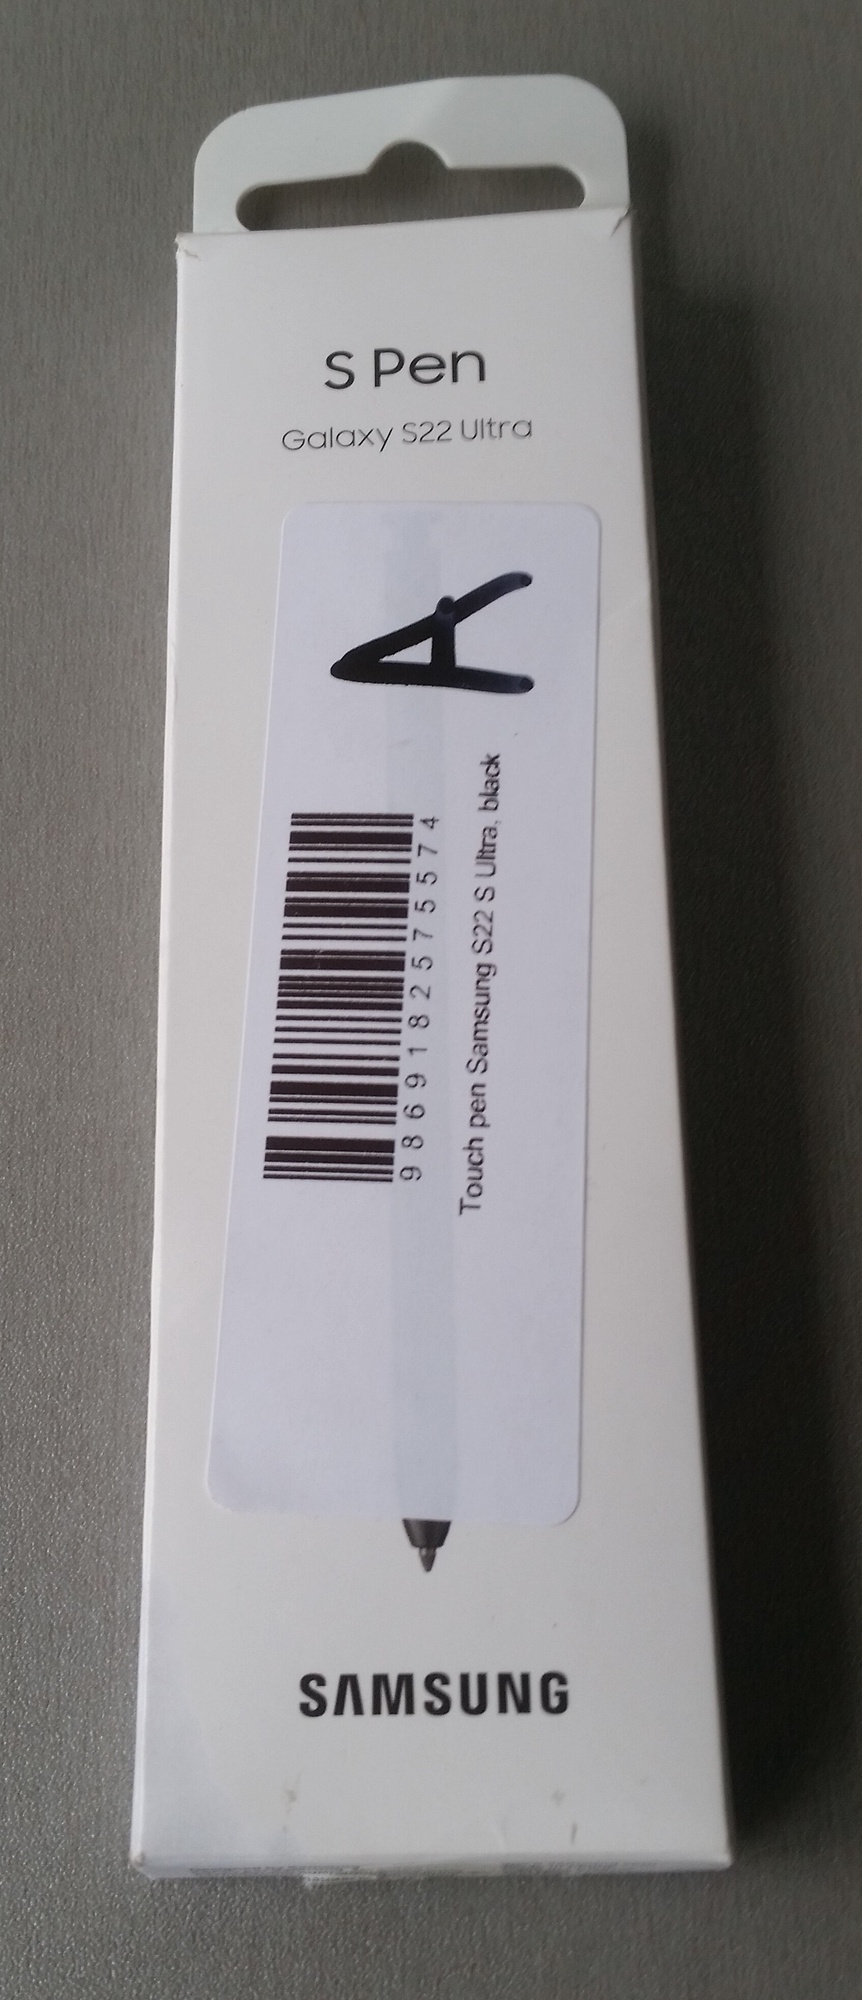 S Pen
Galaxy S22 Ultra
A
9869182575574
Touch pen Samsung S22 S Ultra, black
SAMSUNG